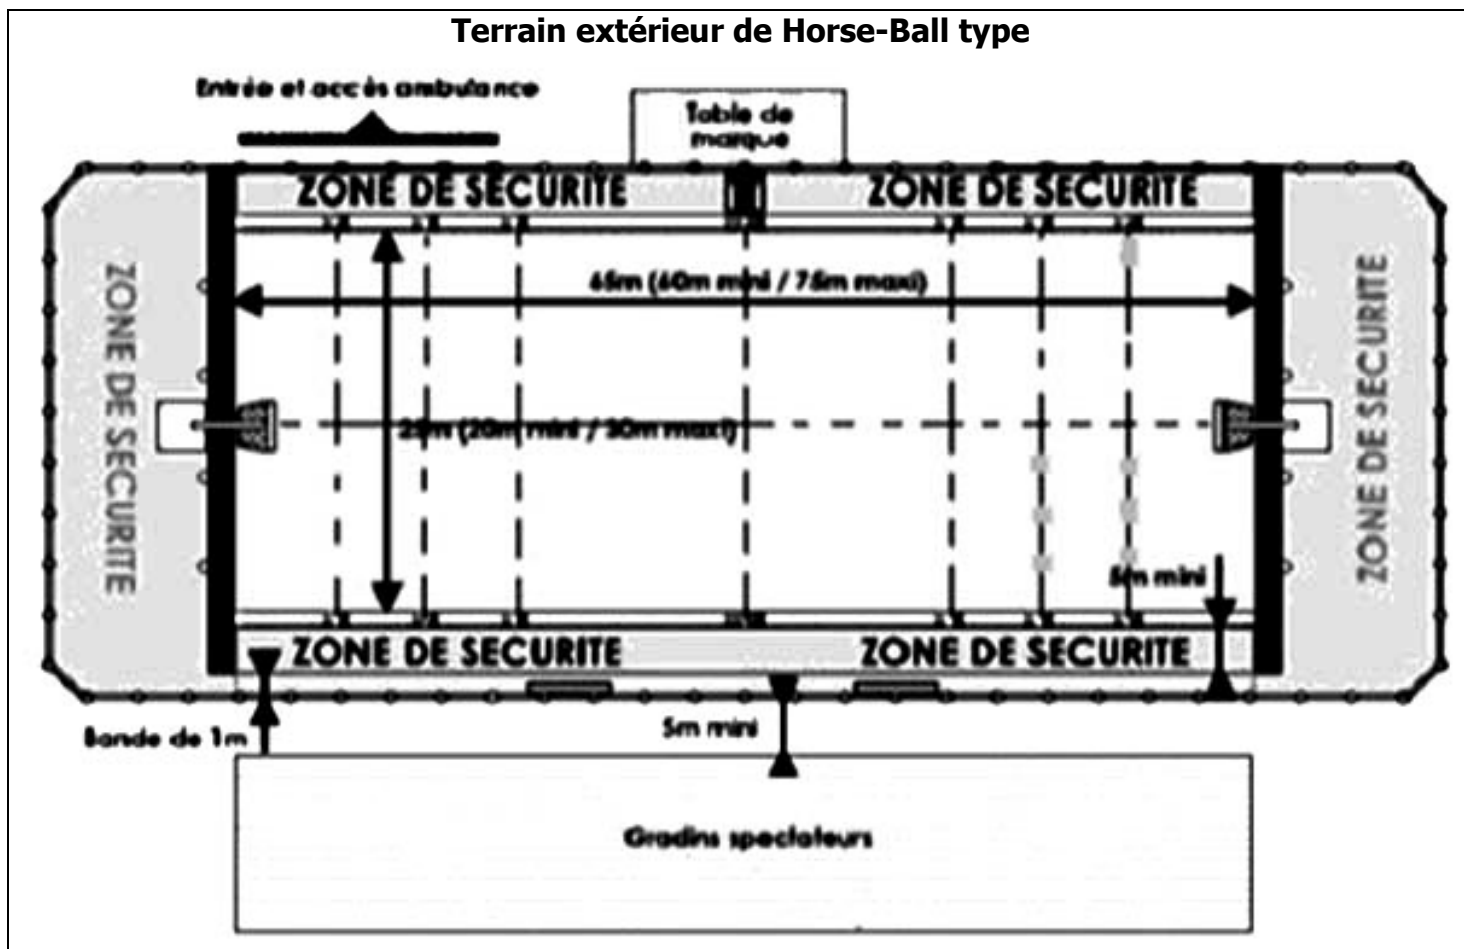 Terrain extérieur de Horse-Ball type
Entrée et accès ambulance
Table de
marque
ZONE DE SECURITE
ZONE DE SECURITE
65m (60m mini / 75m maxi)
ZONE DE SECURITE
ZONE DE SECURITE
25m (20m mini / 30m maxi)
5m mini
ZONE DE SECURITE
ZONE DE SECURITE
Bande de 1m
5m mini
Gradins spectateurs